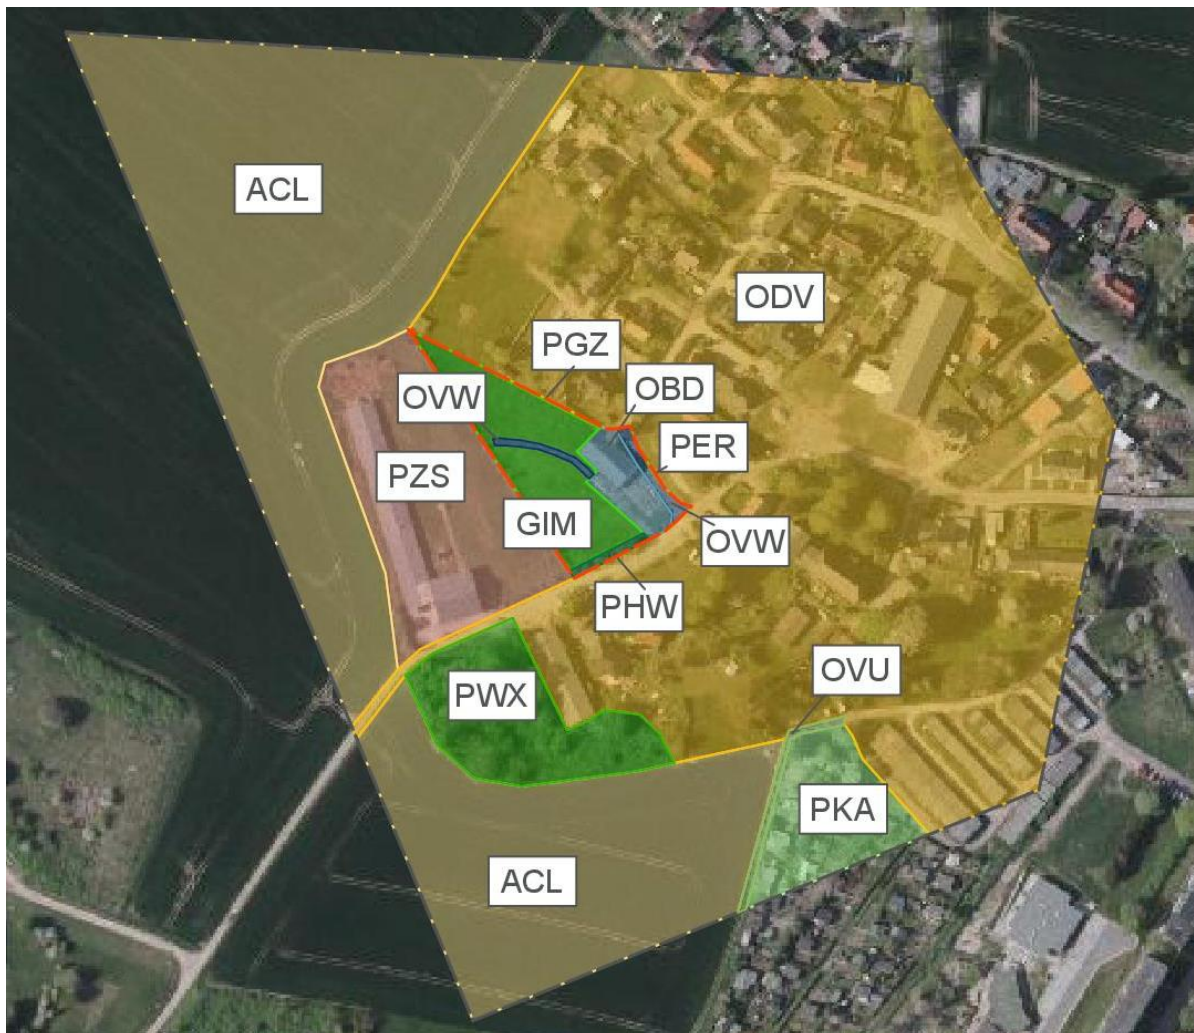 ACL
ODV
PGZ
OBD
OVW
PER
PZS
GIM
OVW
PHW
OVU
PWX
PKA
ACL